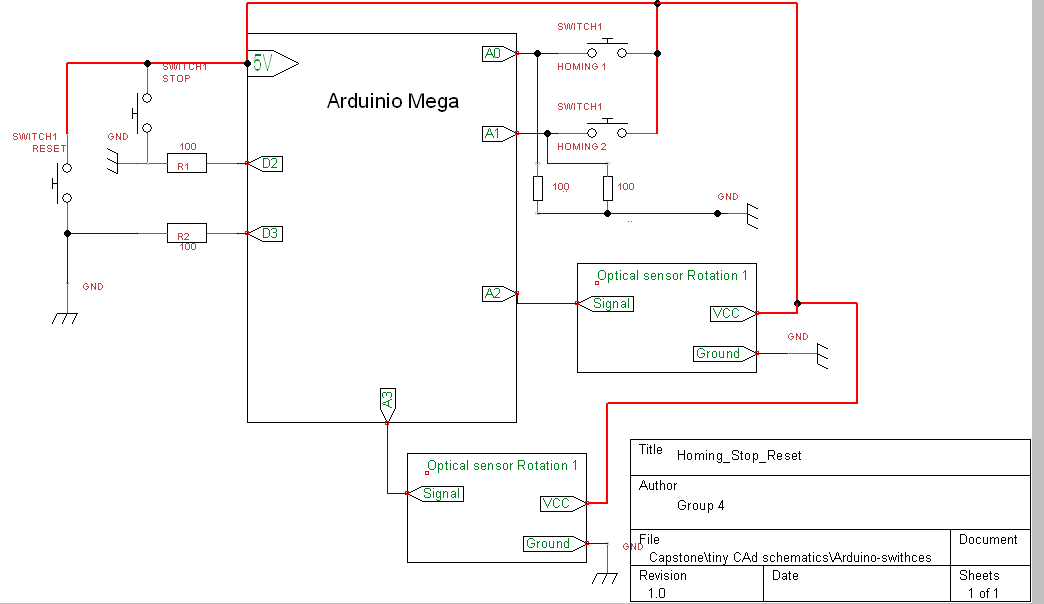 SWITCH1
HOMING 1
SWITCH1
HOMING 2
5V
SWITCH1
STOP
Arduinio Mega
A0
A1
SWITCH1
RESET
GND
100
R1
D2
100
100
GND
R2
100
D3
GND
A2
Optical sensor Rotation 1
Signal
VCC
Ground
GND
A3
Optical sensor Rotation 1
Signal
VCC
Ground
GND
Title
Homing_Stop_Reset
Author
Group 4
File
Capstone\tiny CAd schematics\Arduino-swithces
Document
Revision
1.0
Date
Sheets
1 of 1